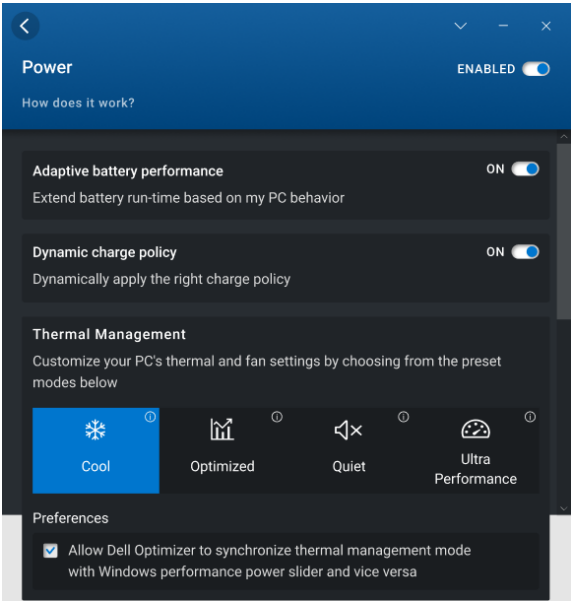 Power
ENABLED
How does it work?
Adaptive battery performance
ON
Extend battery run-time based on my PC behavior
Dynamic charge policy
ON
Dynamically apply the right charge policy
Thermal Management
Customize your PC's thermal and fan settings by choosing from the preset
modes below
Cool
Optimized
Quiet
Ultra
Performance
Preferences
Allow Dell Optimizer to synchronize thermal management mode
with Windows performance power slider and vice versa